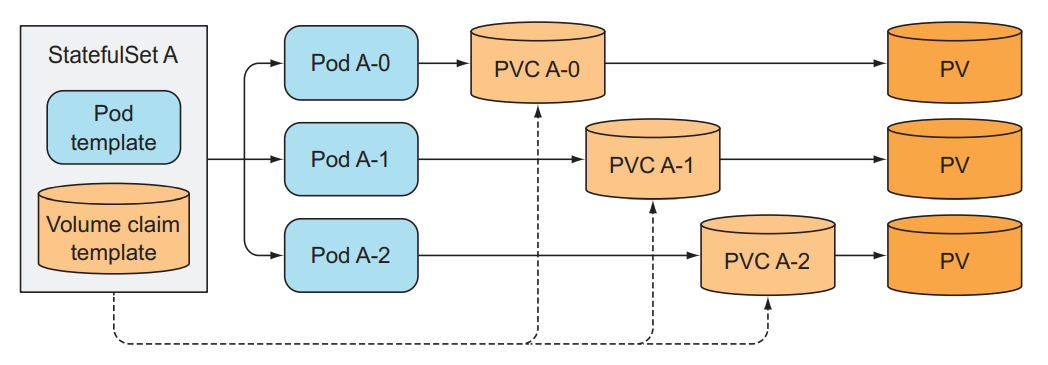 StatefulSet A
Pod
template
Volume claim
template
Pod A-0
PVC A-0
PV
Pod A-1
PVC A-1
PV
Pod A-2
PVC A-2
PV